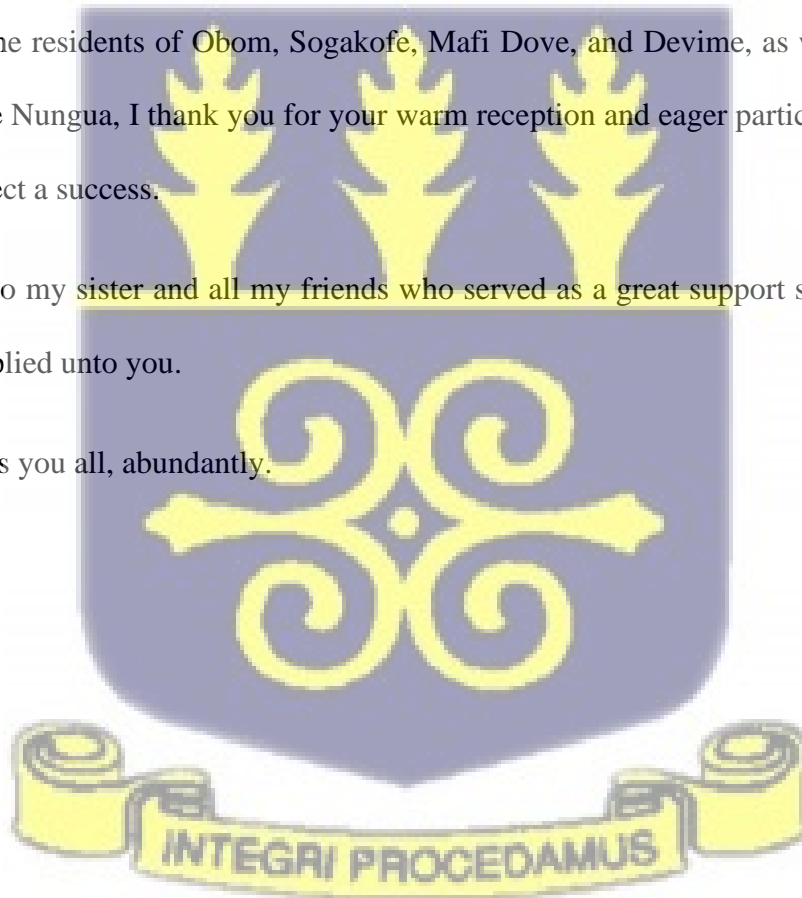 ne residents of Obom, Sogakofe, Mafi Dove, and Devime, as w
e Nungua, I thank you for your warm reception and eager partic
ect a success.
o my sister and all my friends who served as a great support s
plied unto you.
s you all, abundantly.
INTEGRI PROCEDAMUS